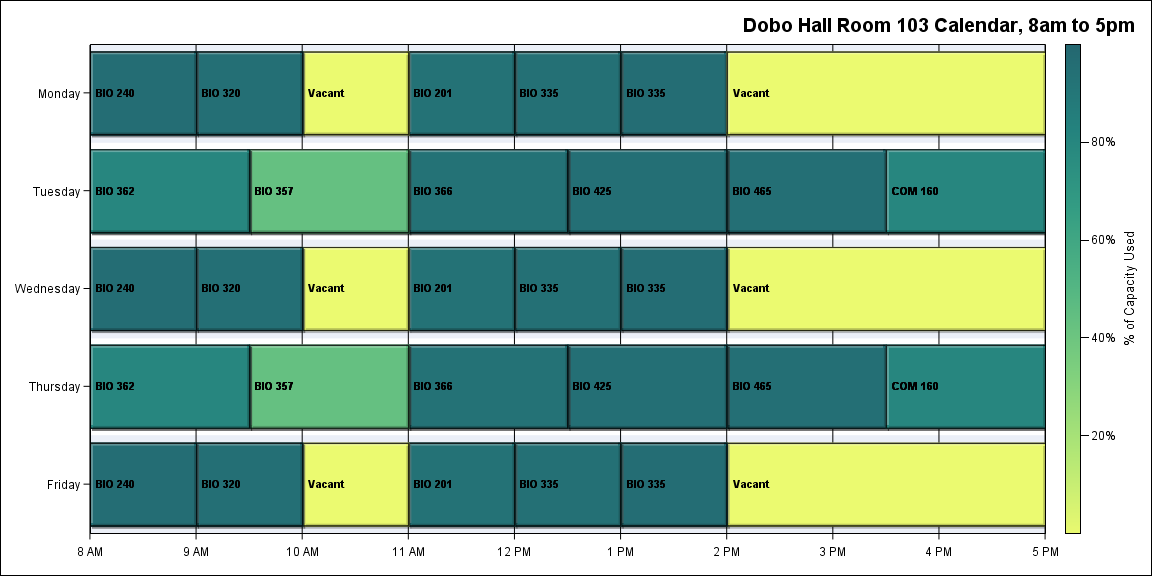 Dobo Hall Room 103 Calendar, 8am to 5pm
Monday
BIO 240
BIO 320
Vacant
BIO 201
BIO 335
BIO 335
Vacant
Tuesday
BIO 362
BIO 357
BIO 366
BIO 425
BIO 465
COM 160
Wednesday
BIO 240
BIO 320
Vacant
BIO 201
BIO 335
BIO 335
Vacant
Thursday
BIO 362
BIO 357
BIO 366
BIO 425
BIO 465
COM 160
Friday
BIO 240
BIO 320
Vacant
BIO 201
BIO 335
BIO 335
Vacant
8 AM
9 AM
10 AM
11 AM
12 PM
1 PM
2 PM
3 PM
4 PM
5 PM
80%
60%
40%
20%
% of Capacity Used